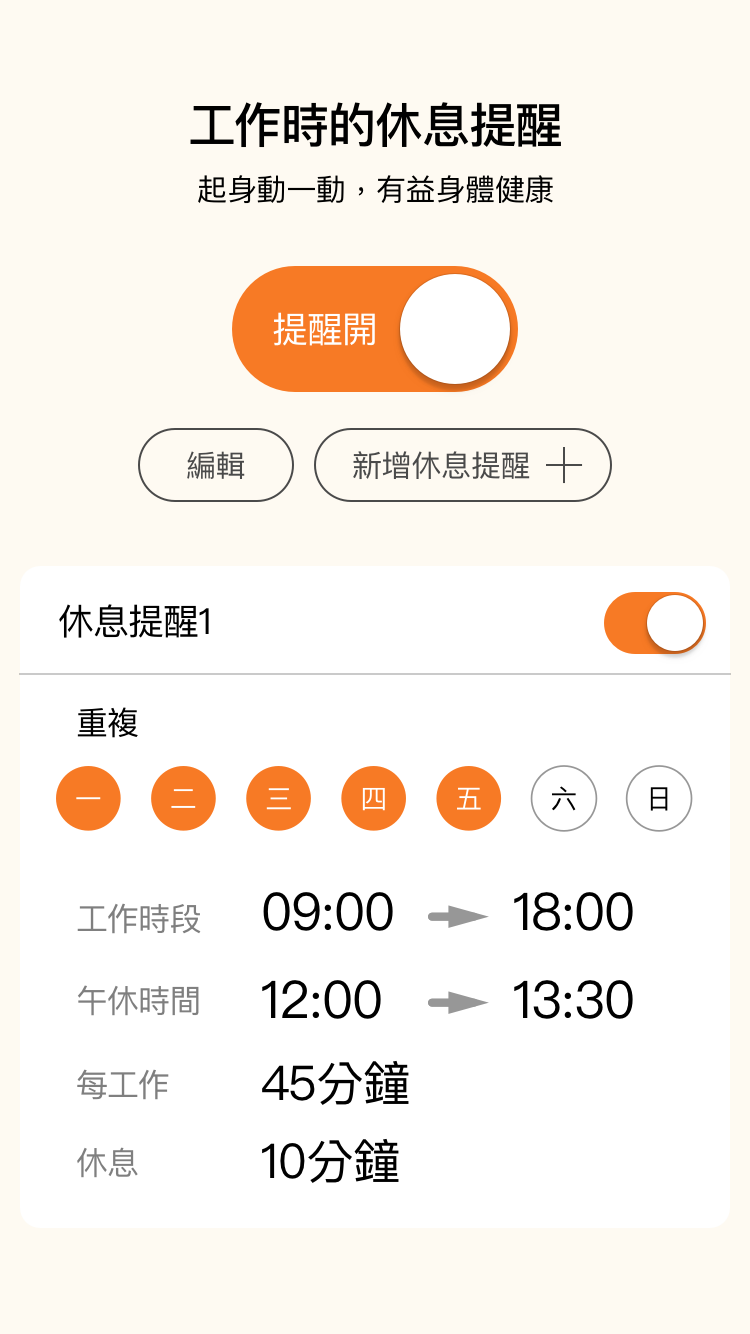 工作時的休息提醒
起身動一動，有益身體健康
提醒開
編輯 新增休息提醒
休息提醒1
重複
一 二 三 四 五 六 日
工作時段 09:00 18:00
午休時間 12:00 13:30
每工作 45分鐘
休息 10分鐘